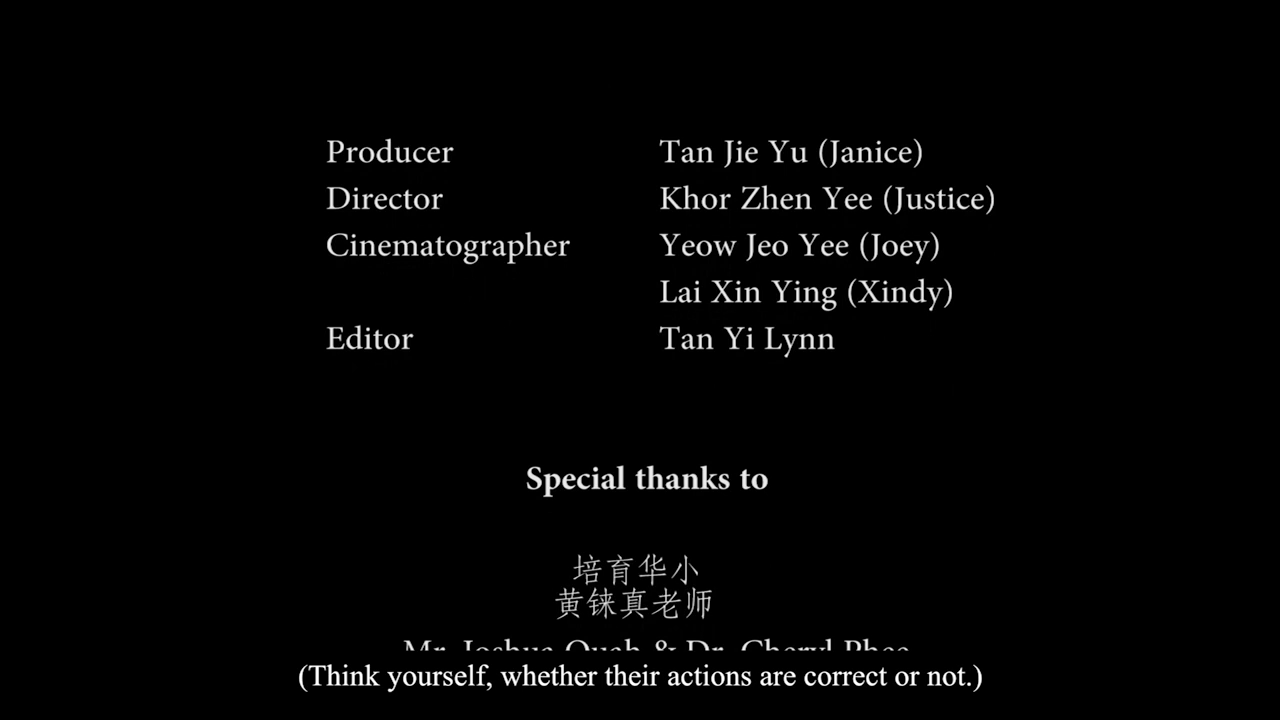 Producer Tan Jie Yu (Janice)
Director Khor Zhen Yee (Justice)
Cinematographer Yeow Jeo Yee (Joey)
Lai Xin Ying (Xindy)
Editor Tan Yi Lynn
Special thanks to
培育华小
黄铼真老师
Mr. Joshua & Dr. Cheryl Phee
(Think yourself, whether their actions are correct or not.)